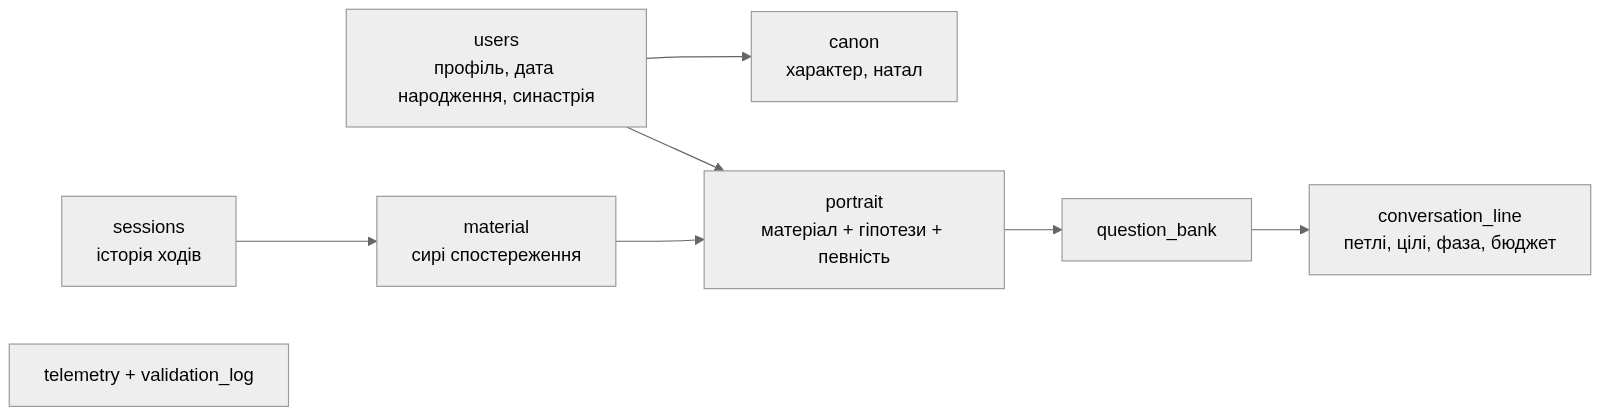 users
профіль, дата
народження, синастрія
canon
характер, натал
sessions
історія ходів
material
сирі спостереження
portrait
матеріал + гіпотези +
певність
question_bank
conversation_line
петлі, цілі, фаза, бюджет
telemetry + validation_log